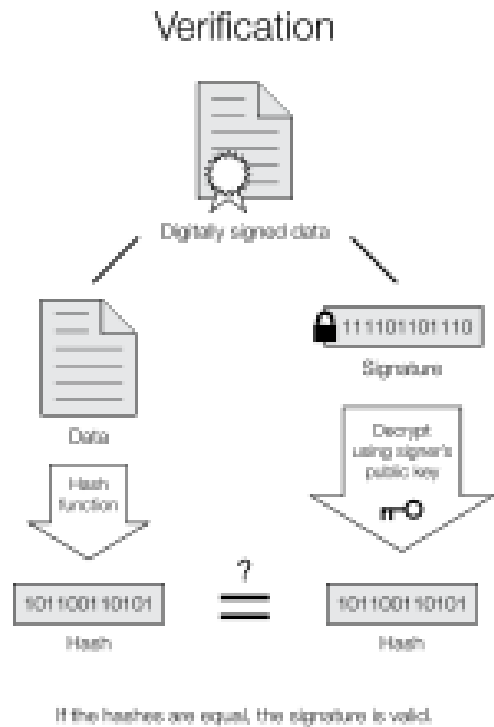 Verification
Digitally signed data
111101101110
Signature
Data
Decrypt
using signer's
public key
Hash
function
?
101100110101
101100110101
Hash
Hash
If the hashes are equal, the signature is valid.